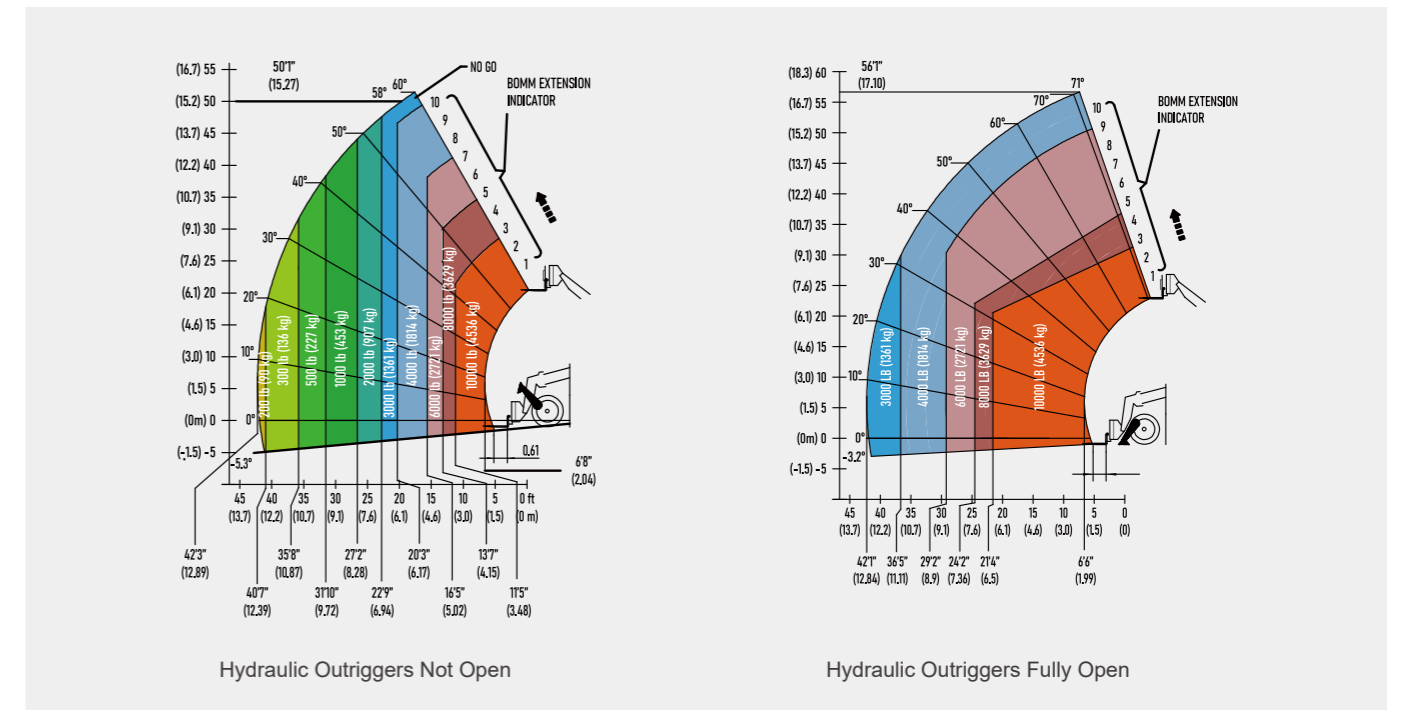 (16.7) 55
(15.2) 50
(13.7) 45
(12.2) 40
(10.7) 35
(9.1) 30
(7.6) 25
(6.1) 20
(4.6) 15
(3.0) 10
(1.5) 5
(0m) 0
(-1.5) -5
50'1"
(15.27)
NO GO
BOMM EXTENSION
INDICATOR
60°
58°
50°
40°
30°
20°
10°
0°
-5.3°
10
9
8
7
6
5
4
3
2
1
200 lb (90 kg)
300 lb (136 kg)
500 lb (227 kg)
1000 lb (453 kg)
2000 lb (907 kg)
3000 lb (1361 kg)
4000 lb (1814 kg)
6000 lb (2721 kg)
8000 lb (3629 kg)
10000 lb (4536 kg)
0.61
6'8"
(2.04)
45 40 35 30 25 20 15 10 5 0 ft
(13.7) (12.2) (10.7) (9.1) (7.6) (6.1) (4.6) (3.0) (1.5) (0 m)
42'3" 35'8" 27'2" 20'3" 13'7"
(12.89) (10.87) (8.28) (6.17) (4.15)
40'7" 31'10" 22'9" 16'5" 11'5"
(12.39) (9.72) (6.94) (5.02) (3.48)
Hydraulic Outriggers Not Open
(18.3) 60
(16.7) 55
(15.2) 50
(13.7) 45
(12.2) 40
(10.7) 35
(9.1) 30
(7.6) 25
(6.1) 20
(4.6) 15
(3.0) 10
(1.5) 5
(0m) 0
(-1.5) -5
56'1"
(17.10)
BOMM EXTENSION
INDICATOR
71°
70°
60°
50°
40°
30°
20°
10°
0°
-3.2°
10
9
8
7
6
5
4
3
2
1
3000 LB (1361 kg)
4000 LB (1814 kg)
6000 LB (2721 kg)
8000 LB (3629 kg)
10000 LB (4536 kg)
45 40 35 30 25 20 15 10 5 0
(13.7) (12.2) (10.7) (9.1) (7.6) (6.1) (4.6) (3.0) (1.5) (0)
42'1" 36'5" 29'2" 24'2" 21'4" 6'6"
(12.84) (11.11) (8.9) (7.36) (6.5) (1.99)
Hydraulic Outriggers Fully Open